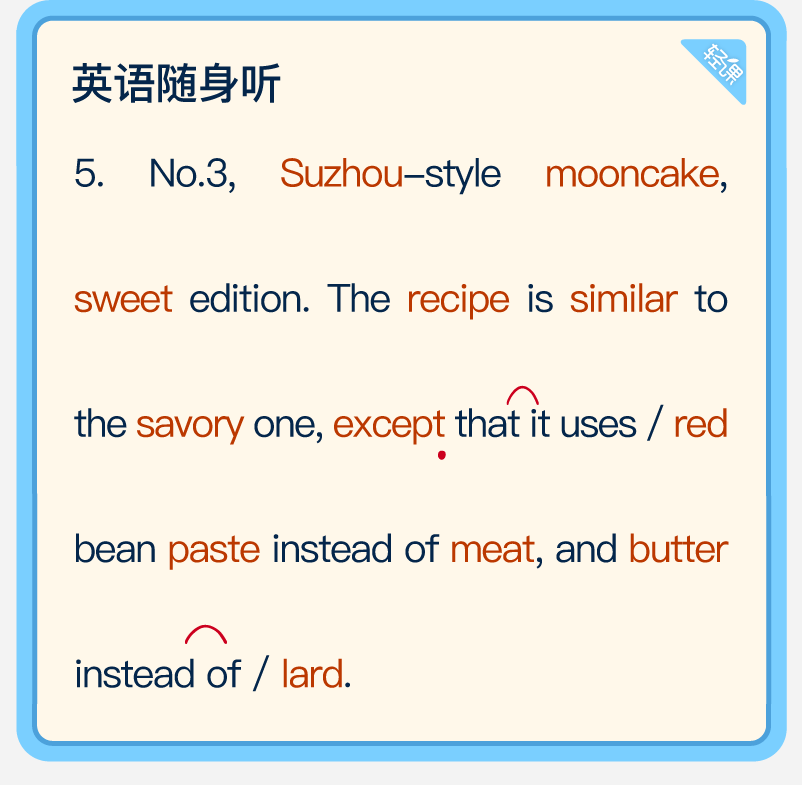 英语随身听
轻课
5. No.3, Suzhou–style mooncake,
sweet edition. The recipe is similar to
the savory one, except that it uses / red
bean paste instead of meat, and butter
instead of / lard.